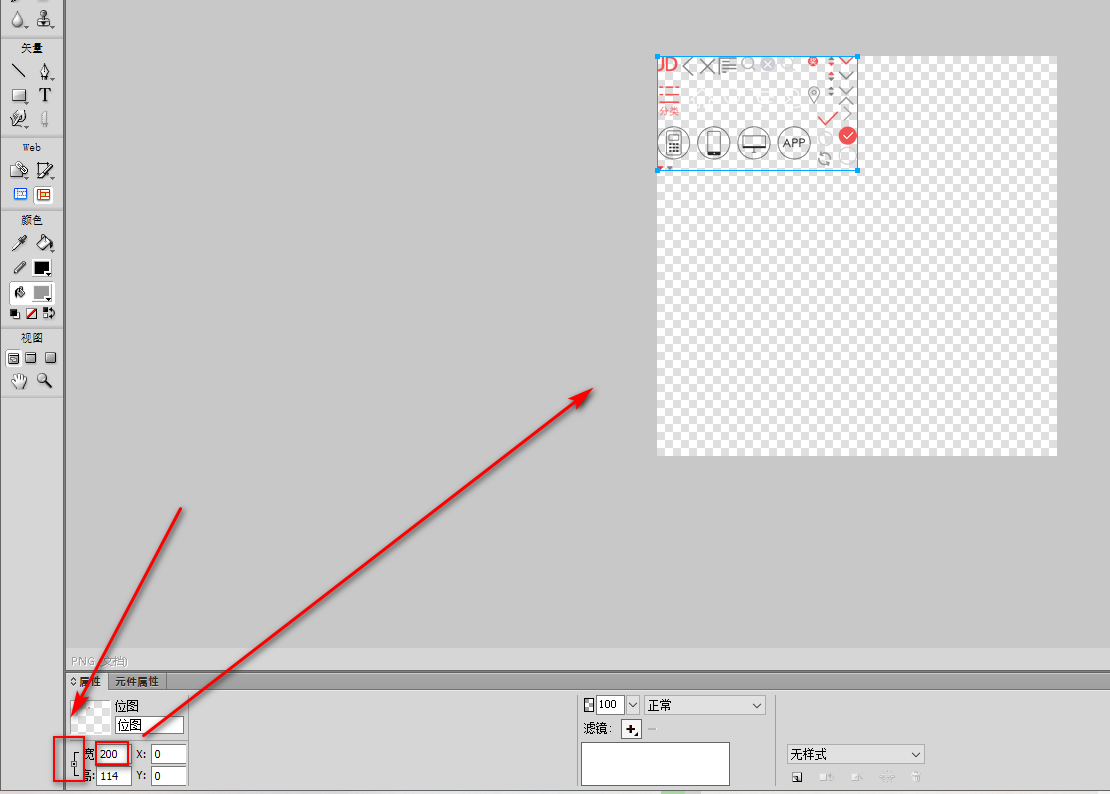 矢量
T
Web
颜色
视图
JD
分类
APP
PNG (文档)
属性
元件属性
位图
位图
宽 200 X: 0
高: 114 Y: 0
100 正常
滤镜:
无样式